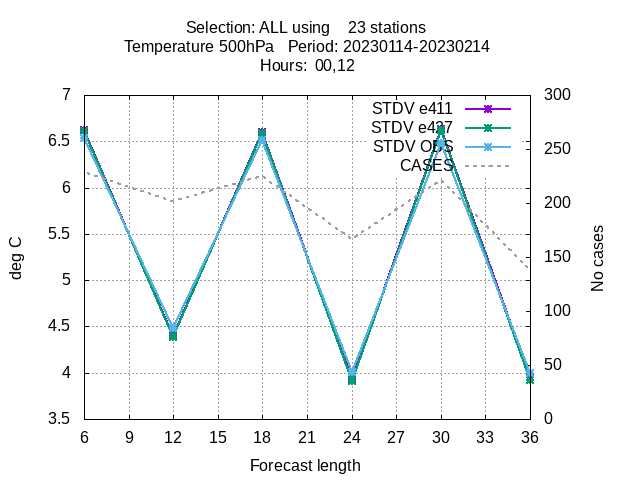 Selection: ALL using    23 stations
Temperature 500hPa   Period: 20230114-20230214
Hours:  00,12
7
6.5
6
5.5
5
4.5
4
3.5
300
250
200
150
100
50
0
STDV e411
STDV e427
STDV OBS
CASES
deg C
No cases
6 9 12 15 18 21 24 27 30 33 36
Forecast length